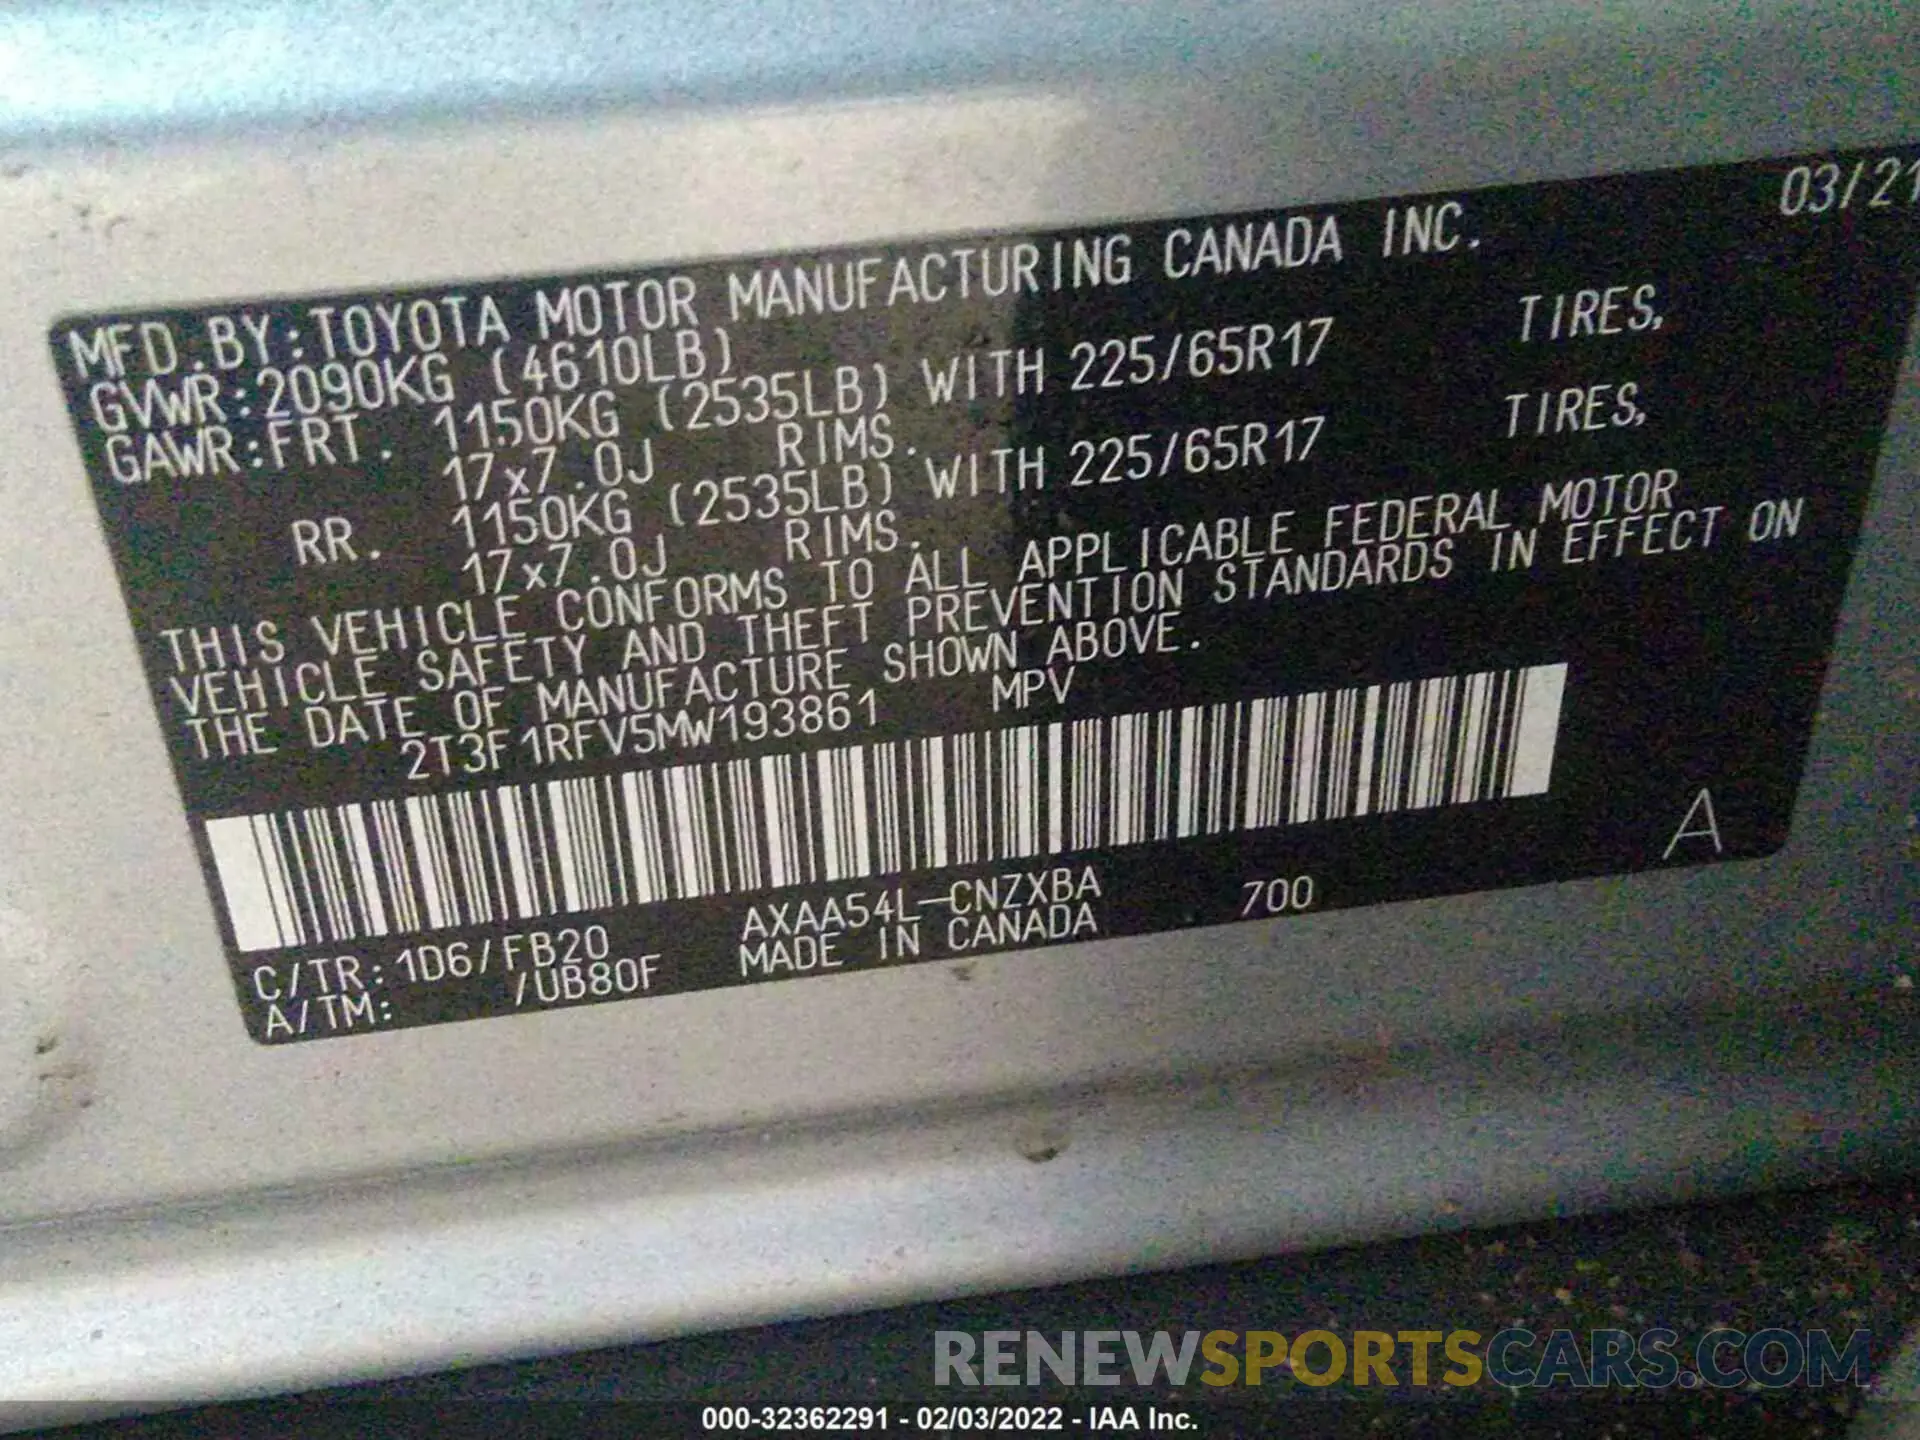 03/21
MFD.BY:TOYOTA MOTOR MANUFACTURING CANADA INC.
GVWR:2090KG (4610LB)
GAWR:FRT. 1150KG (2535LB) WITH 225/65R17 TIRES,
17x7.0J RIMS.
RR. 1150KG (2535LB) WITH 225/65R17 TIRES,
17x7.0J RIMS.
THIS VEHICLE CONFORMS TO ALL APPLICABLE FEDERAL MOTOR
VEHICLE SAFETY AND THEFT PREVENTION STANDARDS IN EFFECT ON
THE DATE OF MANUFACTURE SHOWN ABOVE.
2T3F1RFV5MW193861 MPV
A
C/TR:1D6/FB20 AXAA54L-CNZXBA 700
A/TM: /UB80F MADE IN CANADA
RENEWSPORTSCARS.COM
000-32362291 - 02/03/2022 - IAA Inc.